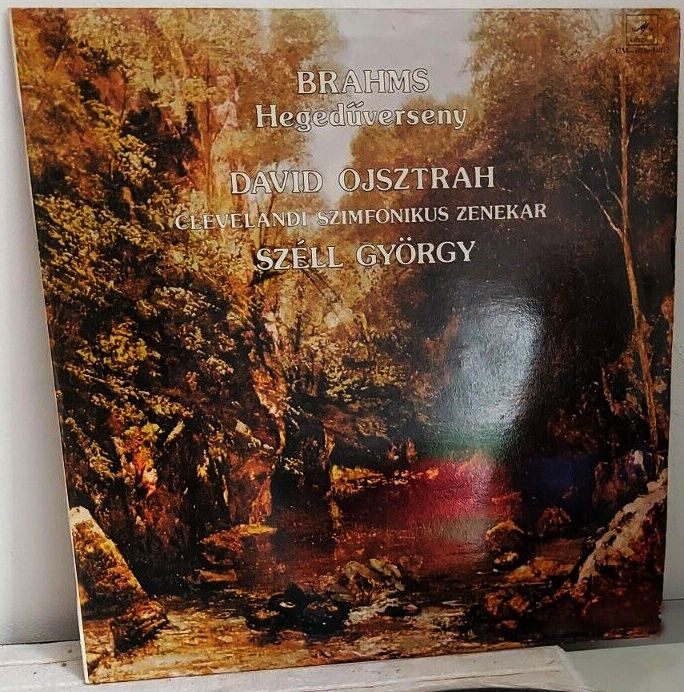 BRAHMS
Hegedűverseny
DAVID OJSZTRAH
CLEVELANDI SZIMFONIKUS ZENEKAR
SZÉLL GYÖRGY